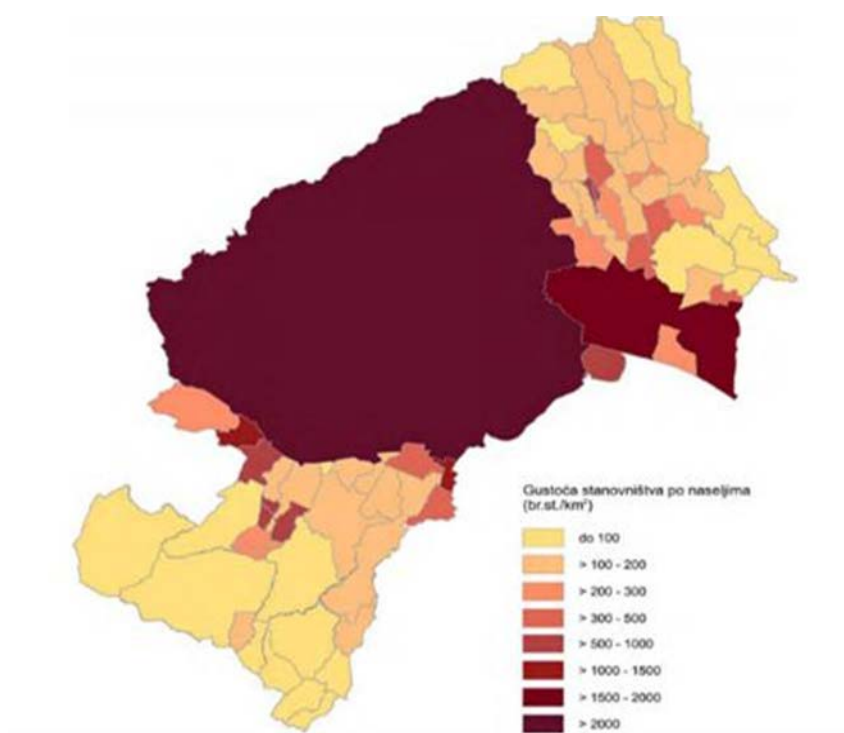 Gustoća stanovništva po naseljima
(br.st./km²)
do 100
> 100 - 200
> 200 - 300
> 300 - 500
> 500 - 1000
> 1000 - 1500
> 1500 - 2000
> 2000